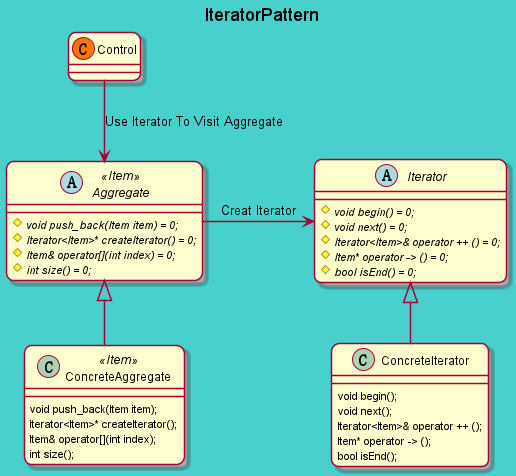 IteratorPattern
C Control
Use Iterator To Visit Aggregate
A «Item»
Aggregate
void push_back(Item item) = 0;
Iterator<Item>* createIterator() = 0;
Item& operator[](int index) = 0;
int size() = 0;
Creat Iterator
A Iterator
void begin() = 0;
void next() = 0;
Iterator<Item>& operator ++ () = 0;
Item* operator -> () = 0;
bool isEnd() = 0;
C «Item»
ConcreteAggregate
void push_back(Item item);
Iterator<Item>* createIterator();
Item& operator[](int index);
int size();
C ConcreteIterator
void begin();
void next();
Iterator<Item>& operator ++ ();
Item* operator -> ();
bool isEnd();